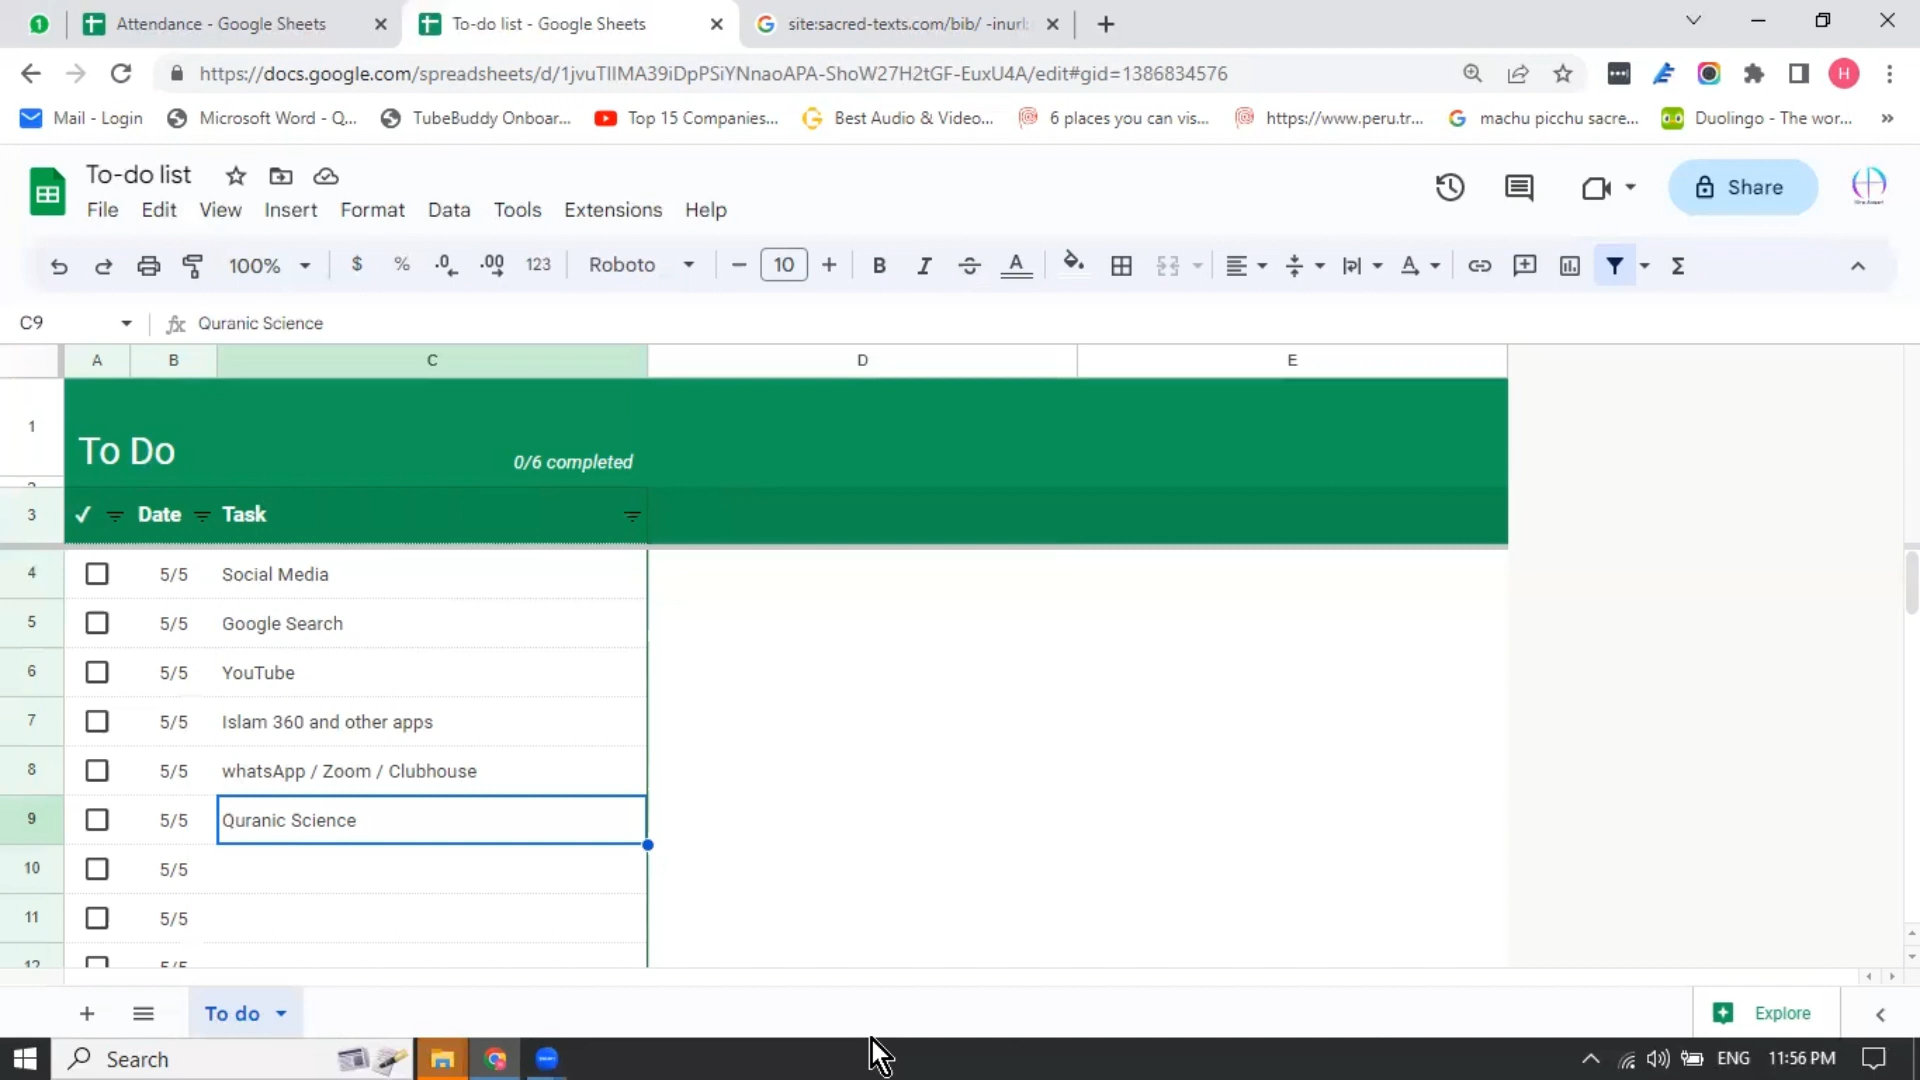 Attendance - Google Sheets
To-do list - Google Sheets
site:sacred-texts.com/bib/ -inurl:
https://docs.google.com/spreadsheets/d/1jvuTIIMA39iDpPSiYNnaoAPA-ShoW27H2tGF-EuxU4A/edit#gid=1386834576
H
Mail - Login
Microsoft Word - Q...
TubeBuddy Onboar...
Top 15 Companies...
Best Audio & Video...
6 places you can vis...
https://www.peru.tr...
machu picchu sacre...
Duolingo - The wor...
To-do list
Share
File Edit View Insert Format Data Tools Extensions Help
100% $ % .0 .00 123 Roboto 10 B I S A Σ
C9 fx Quranic Science
A B C D E
1 To Do 0/6 completed
3 ✓ Date Task
4 5/5 Social Media
5 5/5 Google Search
6 5/5 YouTube
7 5/5 Islam 360 and other apps
8 5/5 whatsApp / Zoom / Clubhouse
9 5/5 Quranic Science
10 5/5
11 5/5
12 5/5
To do
Explore
Search
ENG 11:56 PM